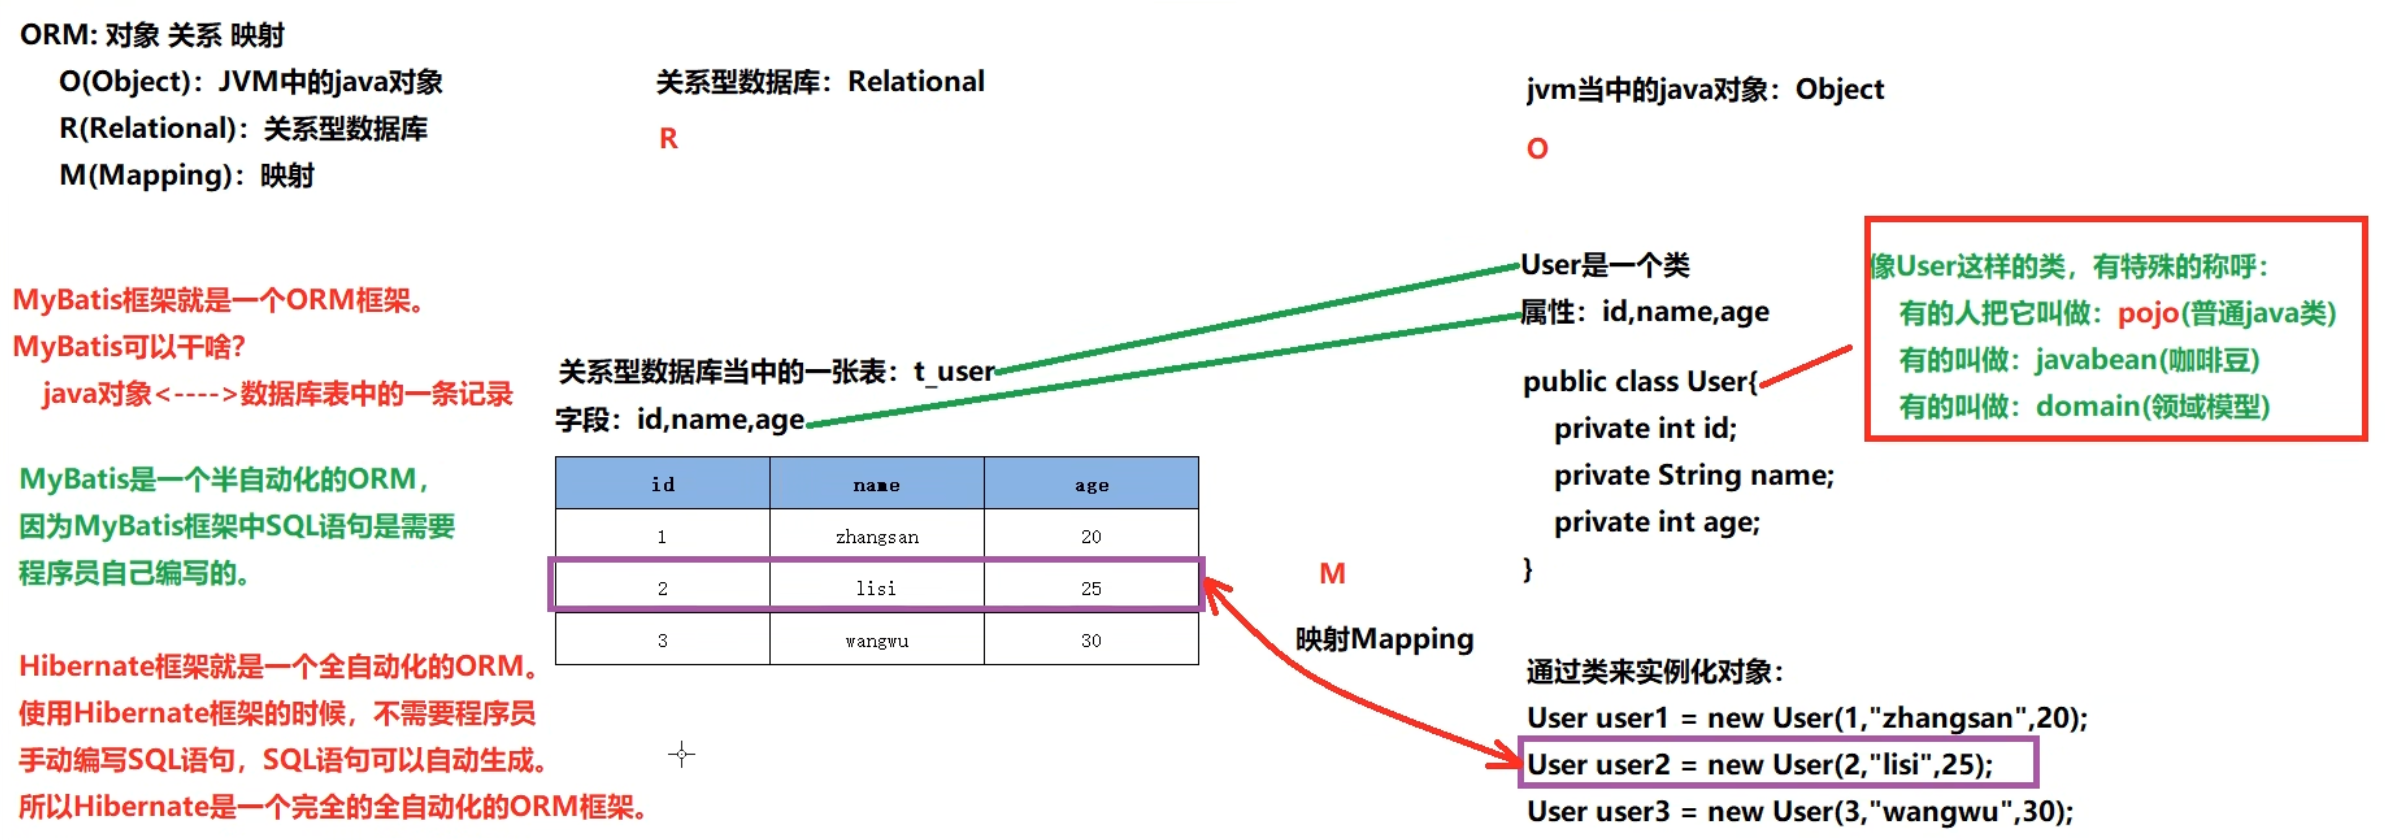 ORM: 对象 关系 映射
O(Object)：JVM中的java对象
R(Relational)：关系型数据库
M(Mapping)：映射
MyBatis框架就是一个ORM框架。
MyBatis可以干啥？
java对象<---->数据库表中的一条记录
MyBatis是一个半自动化的ORM，
因为MyBatis框架中SQL语句是需要
程序员自己编写的。
Hibernate框架就是一个全自动化的ORM。
使用Hibernate框架的时候，不需要程序员
手动编写SQL语句，SQL语句可以自动生成。
所以Hibernate是一个完全的全自动化的ORM框架。
关系型数据库：Relational
R
关系型数据库当中的一张表：t_user
字段：id,name,age
id name age
1 zhangsan 20
2 lisi 25
3 wangwu 30
M
映射Mapping
jvm当中的java对象：Object
O
User是一个类
属性：id,name,age
public class User{
private int id;
private String name;
private int age;
}
通过类来实例化对象：
User user1 = new User(1,"zhangsan",20);
User user2 = new User(2,"lisi",25);
User user3 = new User(3,"wangwu",30);
像User这样的类，有特殊的称呼：
有的人把它叫做：pojo(普通java类)
有的叫做：javabean(咖啡豆)
有的叫做：domain(领域模型)